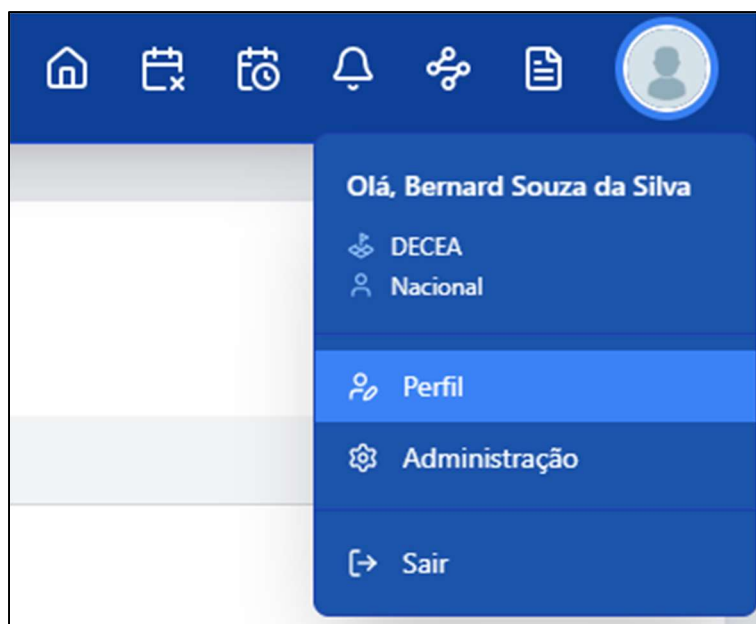 Olá, Bernard Souza da Silva
DECEA
Nacional
Perfil
Administração
Sair